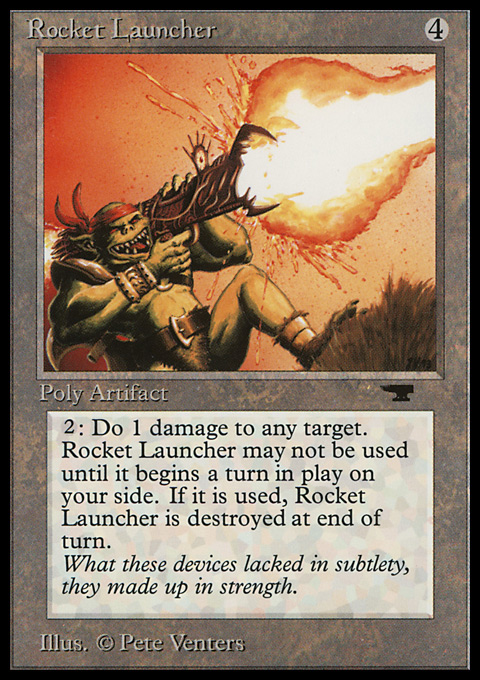 Rocket Launcher 4
Poly Artifact
2: Do 1 damage to any target.
Rocket Launcher may not be used
until it begins a turn in play on
your side. If it is used, Rocket
Launcher is destroyed at end of
turn.
What these devices lacked in subtlety,
they made up in strength.
Illus. © Pete Venters